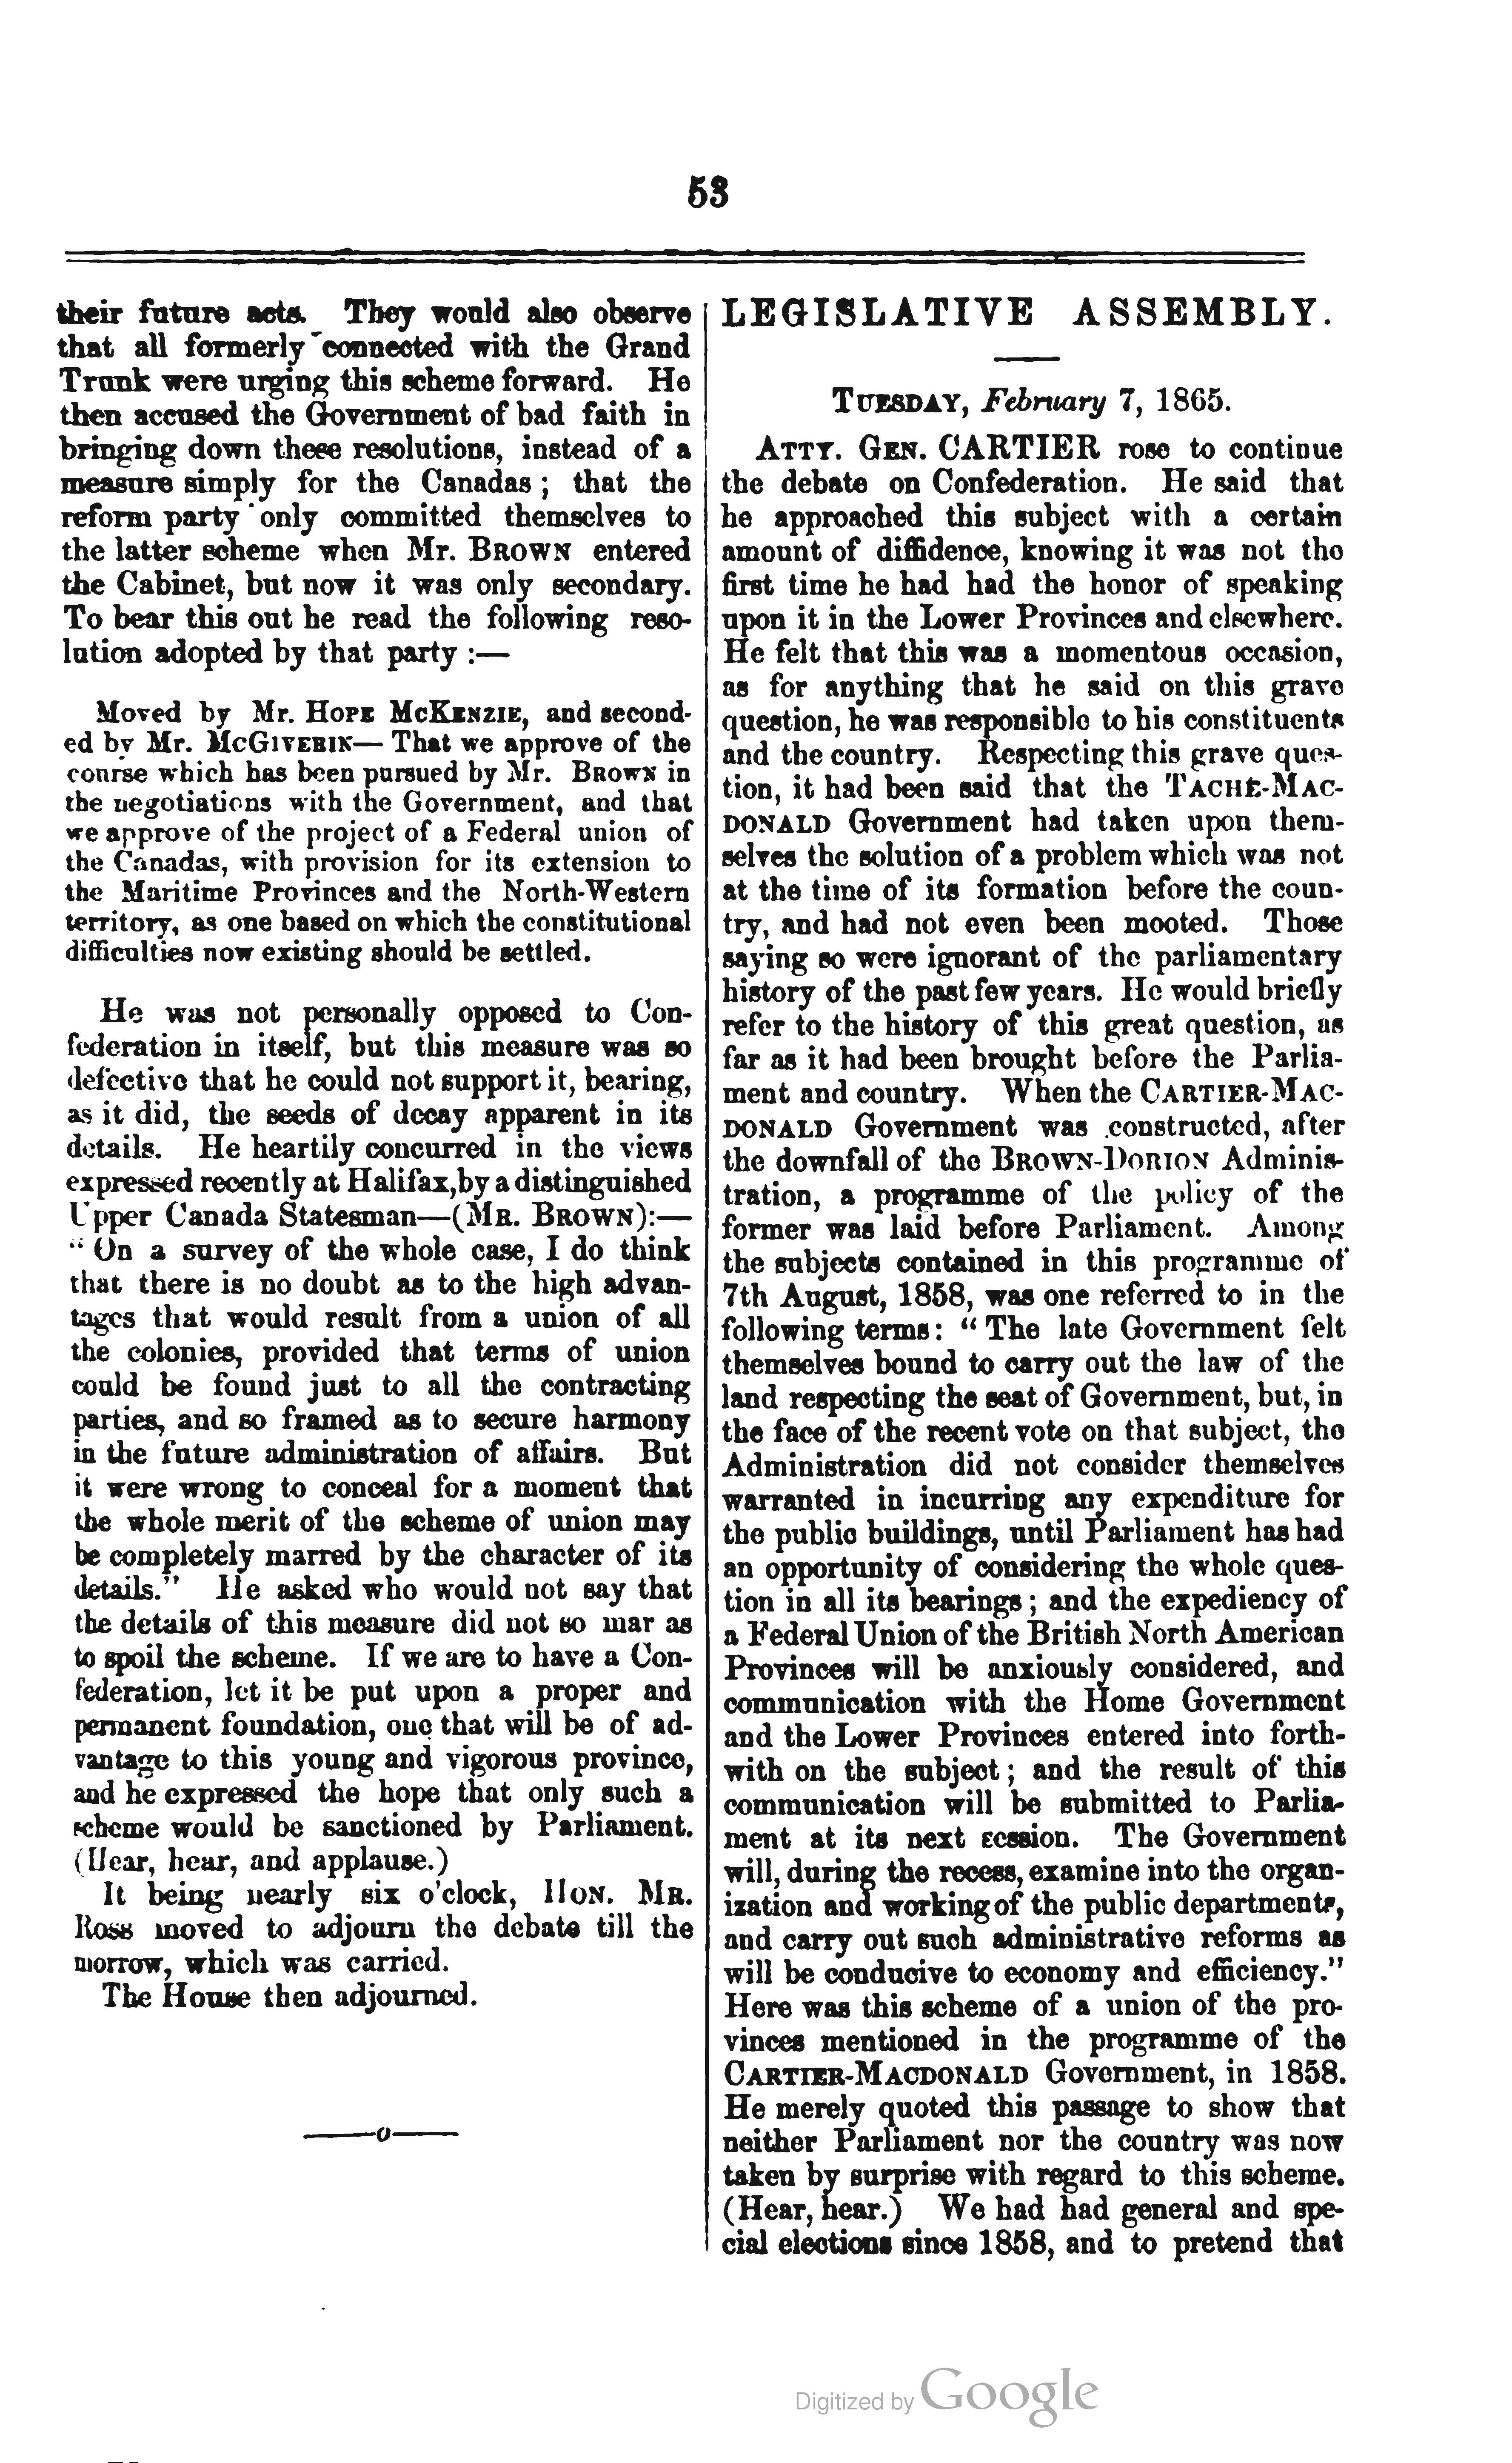 53
their future acts. They would also observe
that all formerly connected with the Grand
Trunk were urging this scheme forward. He
then accused the Government of bad faith in
bringing down these resolutions, instead of a
measure simply for the Canadas ; that the
reform party only committed themselves to
the latter scheme when Mr. BROWN entered
the Cabinet, but now it was only secondary.
To bear this out he read the following reso-
lution adopted by that party :—
Moved by Mr. HOPE MCKENZIE, and second-
ed by Mr. MCGIVERIN— That we approve of the
course which has been pursued by Mr. BROWN in
the negotiations with the Government, and that
we approve of the project of a Federal union of
the Canadas, with provision for its extension to
the Maritime Provinces and the North-Western
territory, as one based on which the constitutional
difficulties now existing should be settled.
He was not personally opposed to Con-
federation in itself, but this measure was so
defective that he could not support it, bearing,
as it did, the seeds of decay apparent in its
details. He heartily concurred in the views
expressed recently at Halifax, by a distinguished
Upper Canada Statesman—(MR. BROWN):—
“ On a survey of the whole case, I do think
that there is no doubt as to the high advan-
tages that would result from a union of all
the colonies, provided that terms of union
could be found just to all the contracting
parties, and so framed as to secure harmony
in the future administration of affairs. But
it were wrong to conceal for a moment that
the whole merit of the scheme of union may
be completely marred by the character of its
details.” He asked who would not say that
the details of this measure did not so mar as
to spoil the scheme. If we are to have a Con-
federation, let it be put upon a proper and
permanent foundation, one that will be of ad-
vantage to this young and vigorous province,
and he expressed the hope that only such a
scheme would be sanctioned by Parliament.
(Hear, hear, and applause.)
It being nearly six o'clock, HON. MR.
ROSS moved to adjourn the debate till the
morrow, which was carried.
The House then adjourned.
——o——
LEGISLATIVE ASSEMBLY.
TUESDAY, February 7, 1865.
ATTY. GEN. CARTIER rose to continue
the debate on Confederation. He said that
he approached this subject with a certain
amount of diffidence, knowing it was not the
first time he had had the honor of speaking
upon it in the Lower Provinces and elsewhere.
He felt that this was a momentous occasion,
as for anything that he said on this grave
question, he was responsible to his constituents
and the country. Respecting this grave ques-
tion, it had been said that the TACHÉ-MAC-
DONALD Government had taken upon them-
selves the solution of a problem which was not
at the time of its formation before the coun-
try, and had not even been mooted. Those
saying so were ignorant of the parliamentary
history of the past few years. He would briefly
refer to the history of this great question, as
far as it had been brought before the Parlia-
ment and country. When the CARTIER-MAC-
DONALD Government was constructed, after
the downfall of the BROWN-DORION Adminis-
tration, a programme of the policy of the
former was laid before Parliament. Among
the subjects contained in this programme of
7th August, 1858, was one referred to in the
following terms: “ The late Government felt
themselves bound to carry out the law of the
land respecting the seat of Government, but, in
the face of the recent vote on that subject, the
Administration did not consider themselves
warranted in incurring any expenditure for
the public buildings, until Parliament has had
an opportunity of considering the whole ques-
tion in all its bearings ; and the expediency of
a Federal Union of the British North American
Provinces will be anxiously considered, and
communication with the Home Government
and the Lower Provinces entered into forth-
with on the subject ; and the result of this
communication will be submitted to Parlia-
ment at its next session. The Government
will, during the recess, examine into the organ-
ization and working of the public departments,
and carry out such administrative reforms as
will be conducive to economy and efficiency.”
Here was this scheme of a union of the pro-
vinces mentioned in the programme of the
CARTIER-MACDONALD Government, in 1858.
He merely quoted this passage to show that
neither Parliament nor the country was now
taken by surprise with regard to this scheme.
(Hear, hear.) We had had general and spe-
cial elections since 1858, and to pretend that
Digitized by Google